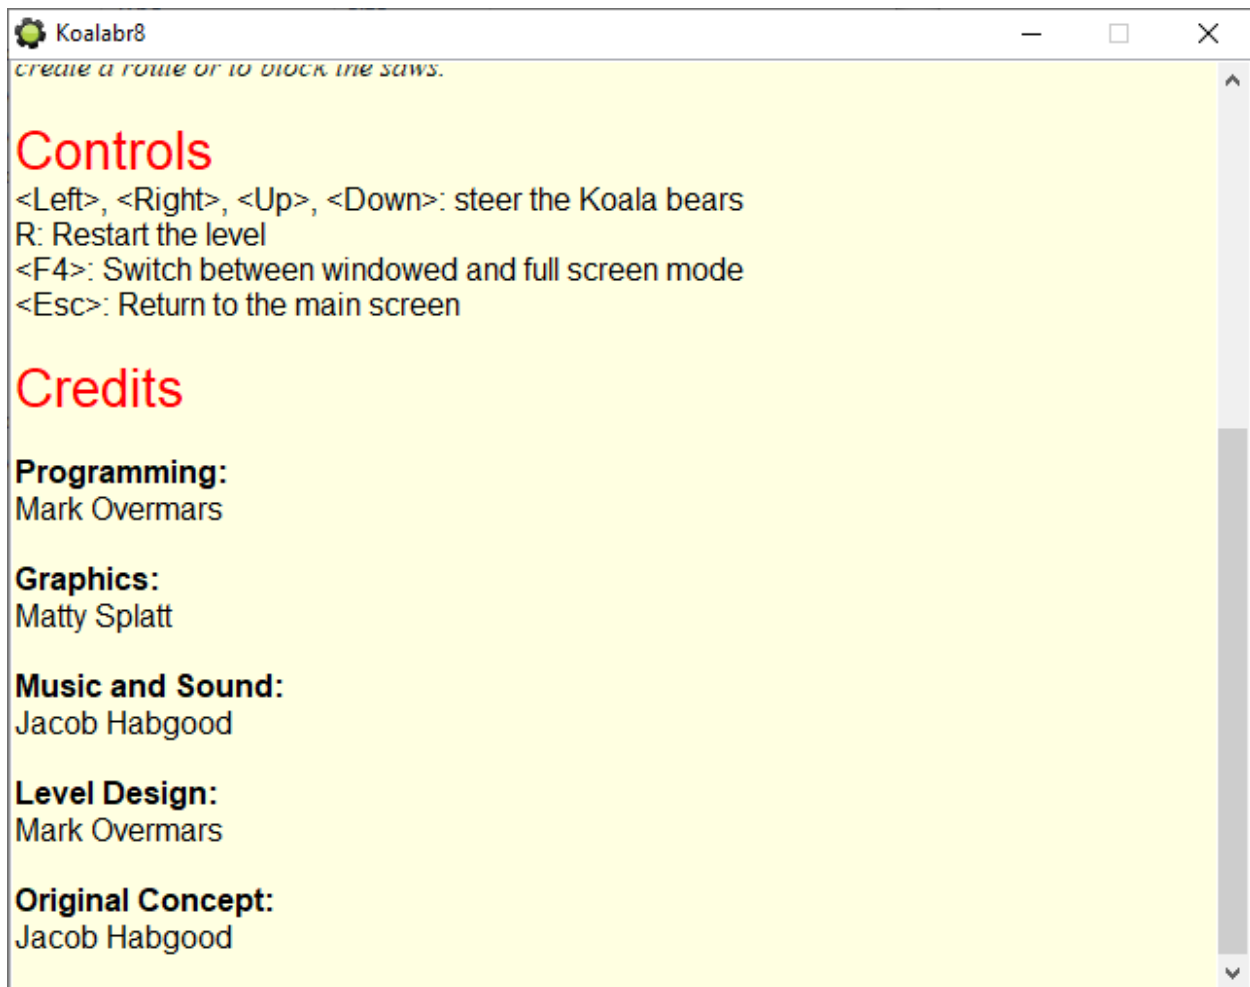 Koalabr8
create a route or to block the saws.
Controls
<Left>, <Right>, <Up>, <Down>: steer the Koala bears
R: Restart the level
<F4>: Switch between windowed and full screen mode
<Esc>: Return to the main screen
Credits
Programming:
Mark Overmars
Graphics:
Matty Splatt
Music and Sound:
Jacob Habgood
Level Design:
Mark Overmars
Original Concept:
Jacob Habgood